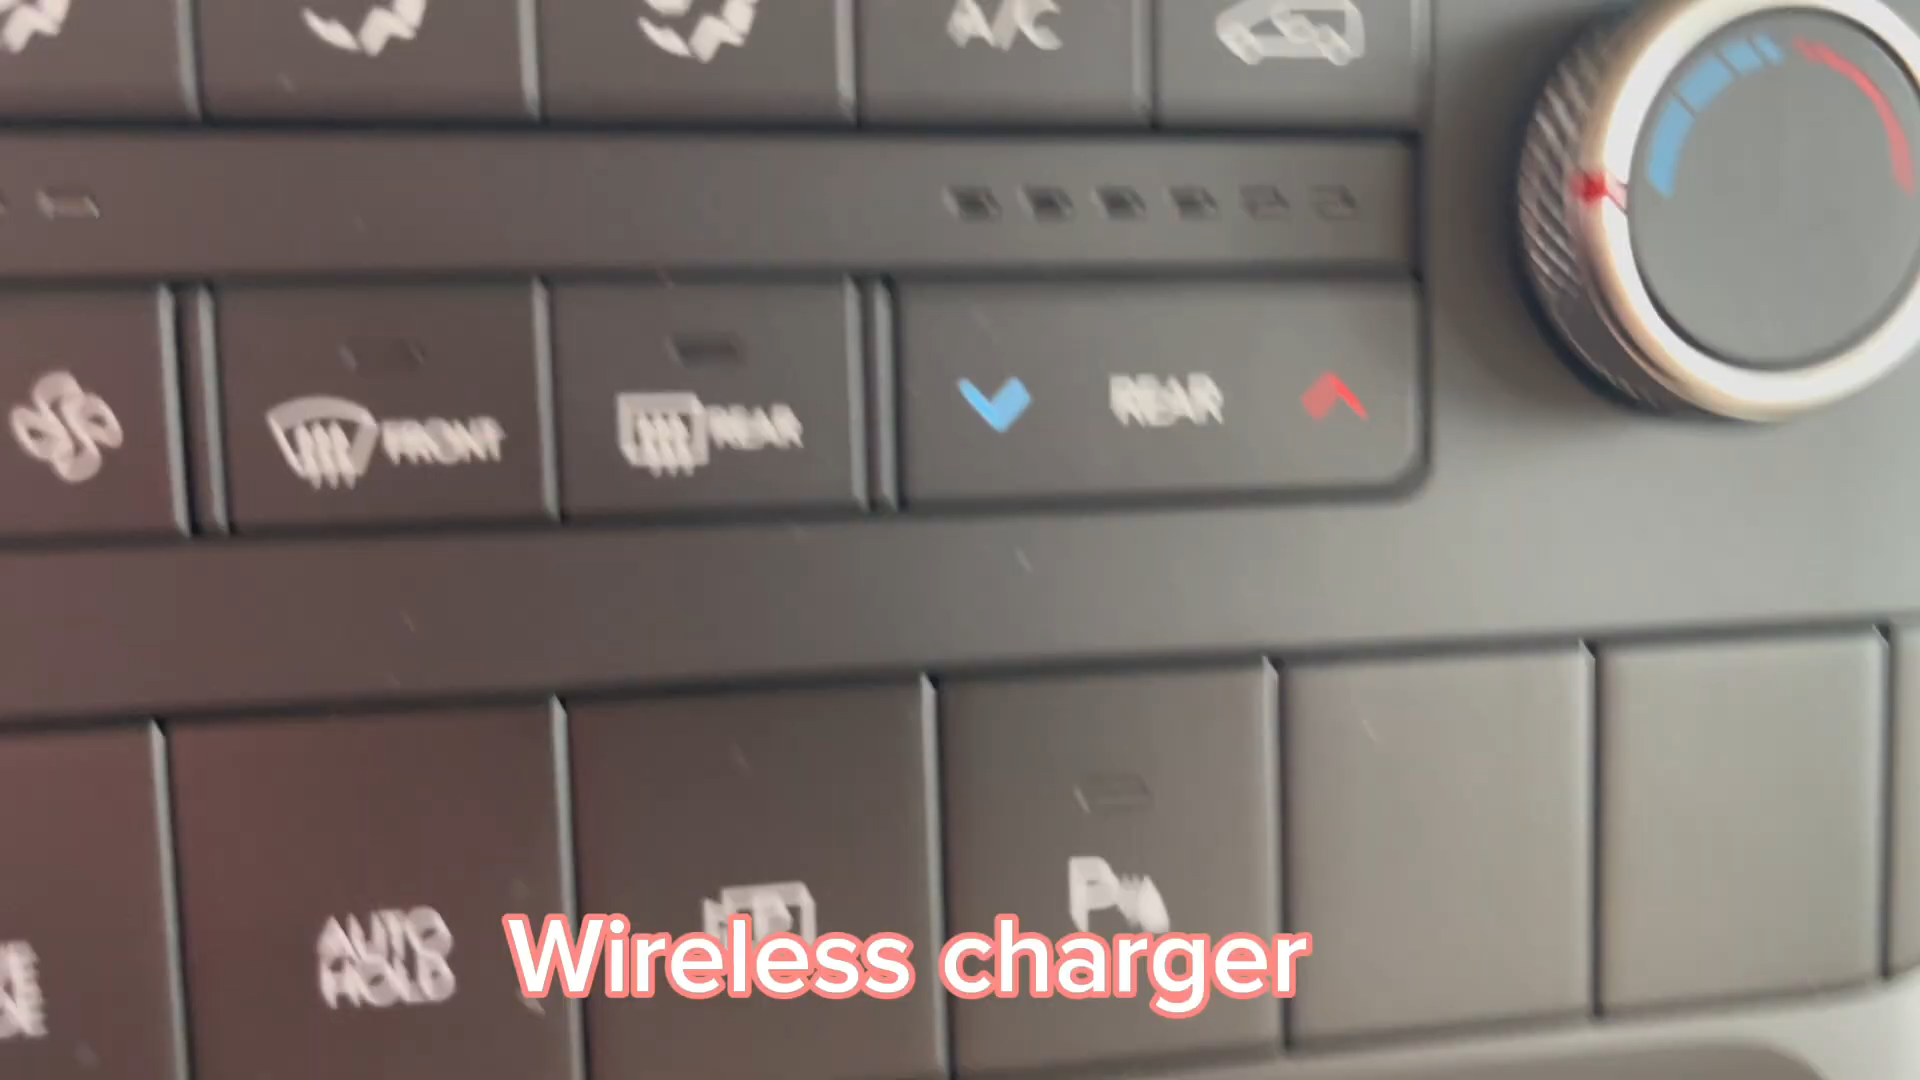 A/C
FRONT
REAR
REAR
AUTO
HOLD
P
Wireless charger